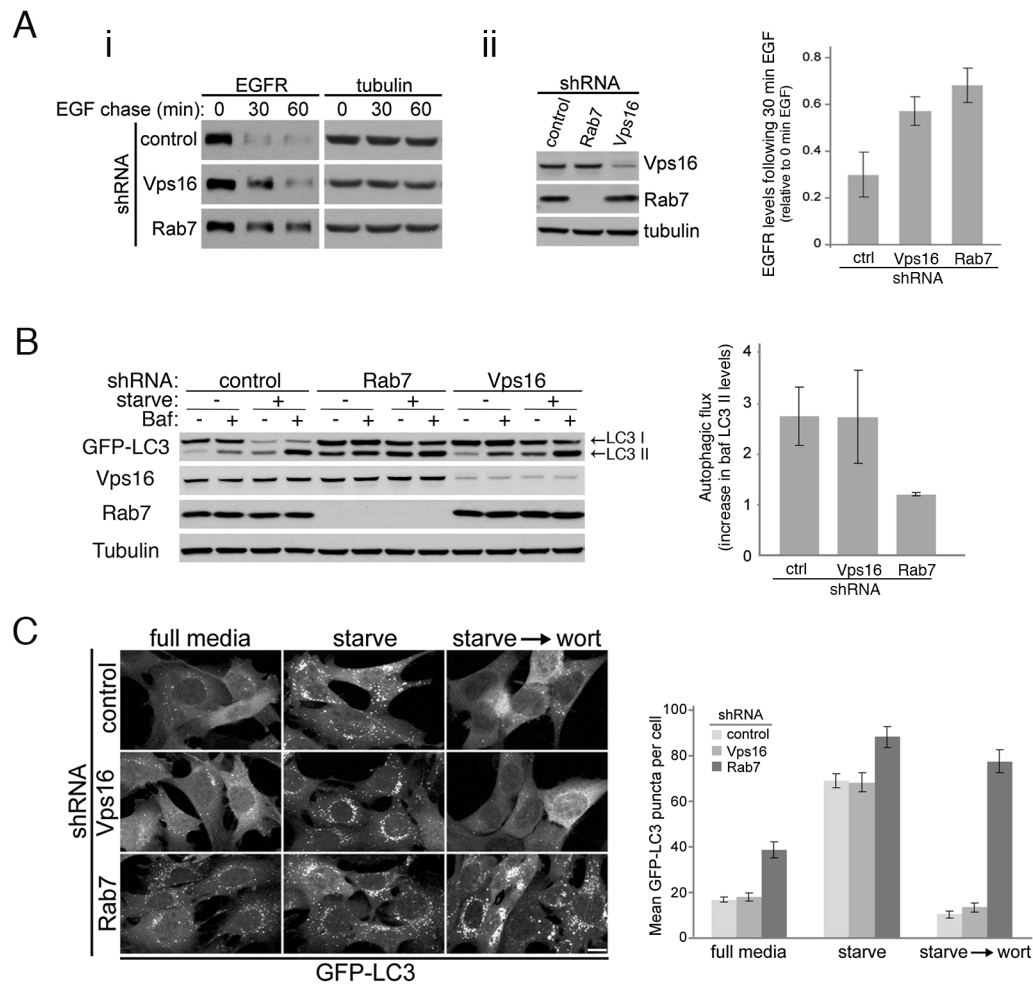 A
i
EGFR tubulin
EGF chase (min): 0 30 60 0 30 60
shRNA
control
Vps16
Rab7
ii
shRNA
control Rab7 Vps16
Vps16
Rab7
tubulin
EGFR levels following 30 min EGF
(relative to 0 min EGF)
0.8
0.6
0.4
0.2
0
ctrl Vps16 Rab7
shRNA
B
shRNA: control Rab7 Vps16
starve: - + - + - +
Baf: - + - + - + - + - + - +
GFP-LC3
←LC3 I
←LC3 II
Vps16
Rab7
Tubulin
Autophagic flux
(increase in baf LC3 II levels)
4
3
2
1
0
ctrl Vps16 Rab7
shRNA
C
full media starve starve → wort
shRNA
control
Vps16
Rab7
GFP-LC3
Mean GFP-LC3 puncta per cell
100
80
60
40
20
0
shRNA
control
Vps16
Rab7
full media starve starve → wort